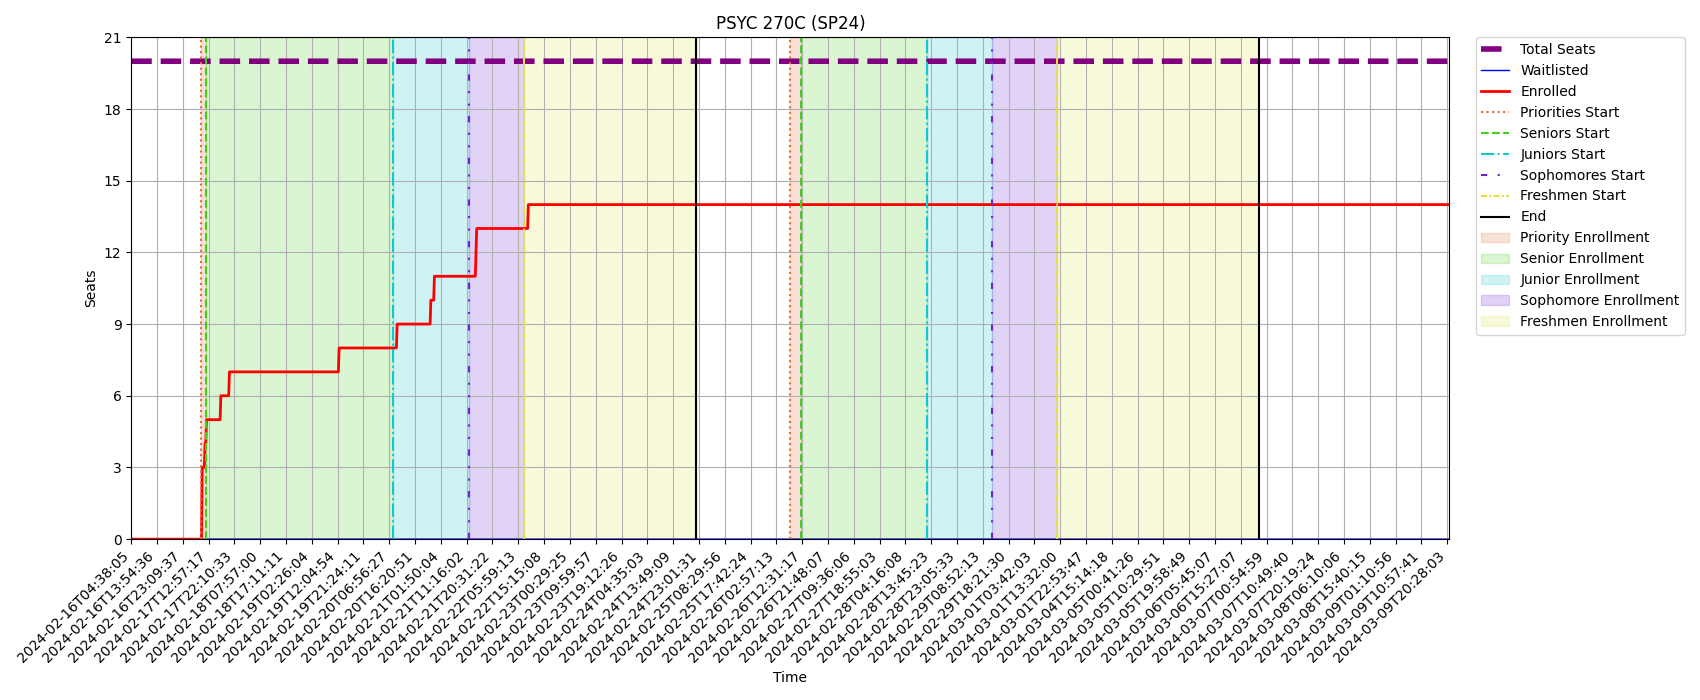 PSYC 270C (SP24)
21
18
15
12
9
6
3
0
Seats
2024-02-16T04:38:05
2024-02-16T13:54:36
2024-02-16T23:09:37
2024-02-17T12:57:17
2024-02-17T22:10:33
2024-02-18T07:57:00
2024-02-18T17:11:11
2024-02-19T02:26:04
2024-02-19T12:04:54
2024-02-19T21:24:11
2024-02-20T06:56:27
2024-02-20T16:20:51
2024-02-21T01:50:04
2024-02-21T11:16:02
2024-02-21T20:31:22
2024-02-22T05:59:13
2024-02-22T15:15:08
2024-02-23T00:29:25
2024-02-23T09:59:57
2024-02-23T19:12:26
2024-02-24T04:35:03
2024-02-24T13:49:09
2024-02-24T23:01:31
2024-02-25T08:29:56
2024-02-25T17:42:24
2024-02-26T02:57:13
2024-02-26T12:31:17
2024-02-26T21:48:07
2024-02-27T09:36:06
2024-02-27T18:55:03
2024-02-28T04:16:08
2024-02-28T13:45:23
2024-02-28T23:05:33
2024-02-29T08:52:13
2024-02-29T18:21:30
2024-03-01T03:42:03
2024-03-01T13:32:00
2024-03-01T22:53:47
2024-03-04T15:14:18
2024-03-05T00:41:26
2024-03-05T10:29:51
2024-03-05T19:58:49
2024-03-06T05:45:07
2024-03-06T15:27:07
2024-03-07T00:54:59
2024-03-07T10:49:40
2024-03-07T20:19:24
2024-03-08T06:10:06
2024-03-08T15:40:15
2024-03-09T01:10:56
2024-03-09T10:57:41
2024-03-09T20:28:03
Time
Total Seats
Waitlisted
Enrolled
Priorities Start
Seniors Start
Juniors Start
Sophomores Start
Freshmen Start
End
Priority Enrollment
Senior Enrollment
Junior Enrollment
Sophomore Enrollment
Freshmen Enrollment